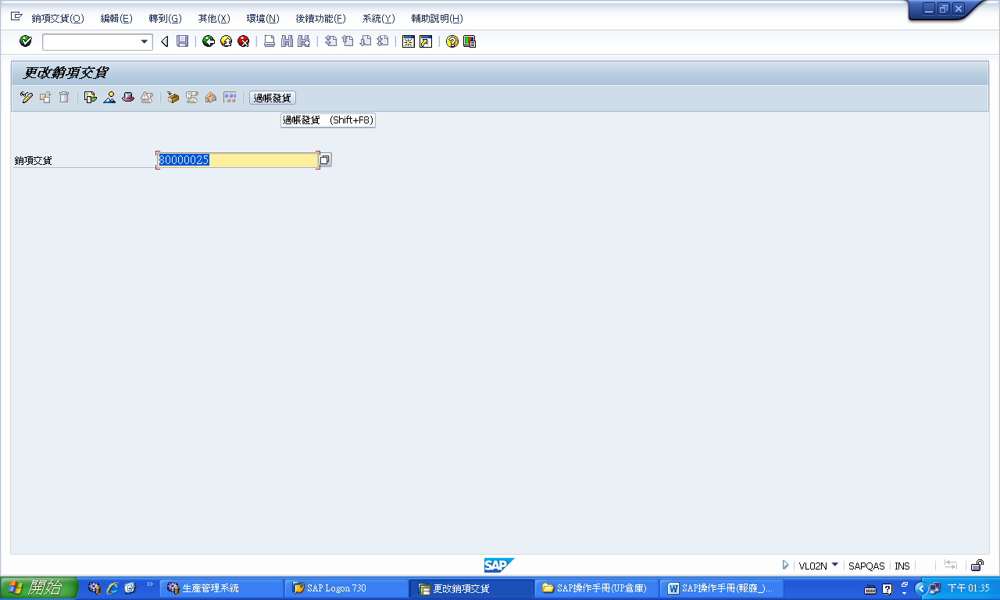 銷項交貨(O) 編輯(E) 轉到(G) 其他(X) 環境(N) 後續功能(F) 系統(Y) 輔助說明(H)
更改銷項交貨
過帳發貨
過帳發貨 (Shift+F8)
銷項交貨 80000025
SAP
VL02N SAPQAS INS
開始 生產管理系統 SAP Logon 730 更改銷項交貨 SAP操作手冊(UP倉庫) SAP操作手冊(報廢_)... 下午 01:35